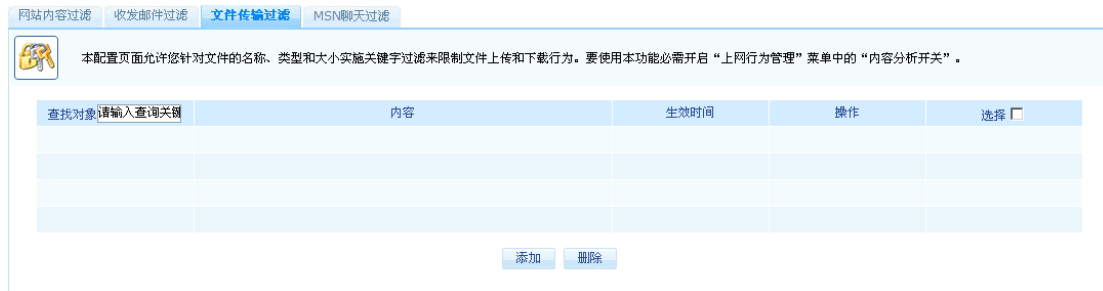 网站内容过滤 收发邮件过滤 文件传输过滤 MSN聊天过滤
本配置页面允许您针对文件的名称、类型和大小实施关键字过滤来限制文件上传和下载行为。要使用本功能必需开启“上网行为管理”菜单中的“内容分析开关”。
查找对象 请输入查询关键 内容 生效时间 操作 选择
添加 删除